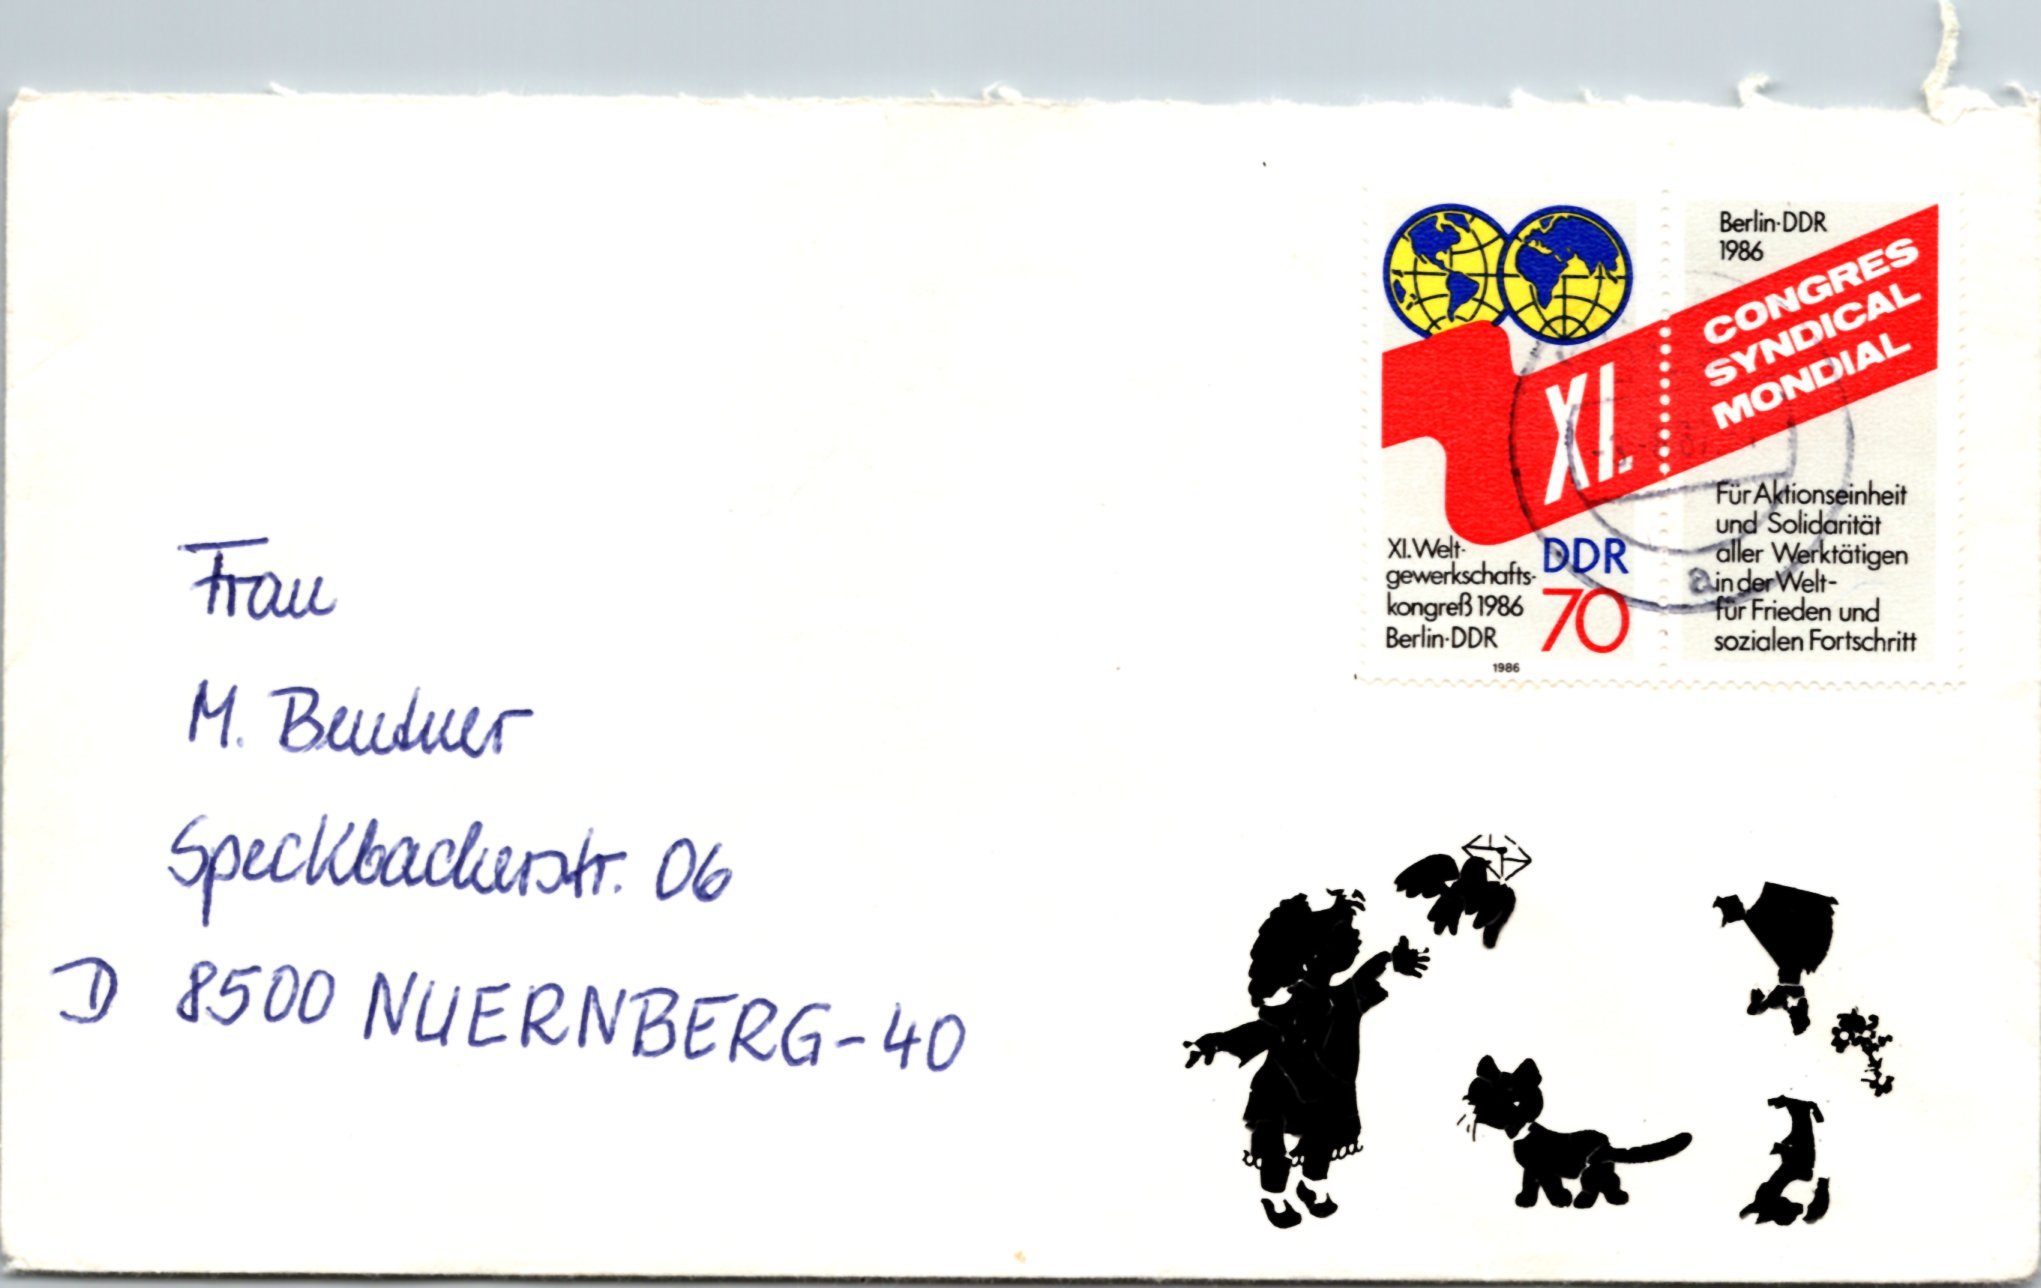 Berlin·DDR
1986
CONGRES
SYNDICAL
MONDIAL
XI.
XI.Welt-
gewerkschafts-
kongreß 1986
Berlin·DDR
DDR
70
1986
Für Aktionseinheit
und Solidarität
aller Werktätigen
in der Welt-
für Frieden und
sozialen Fortschritt
a
Frau
M. Beutner
Speckbacherstr. 06
D 8500 NUERNBERG-40